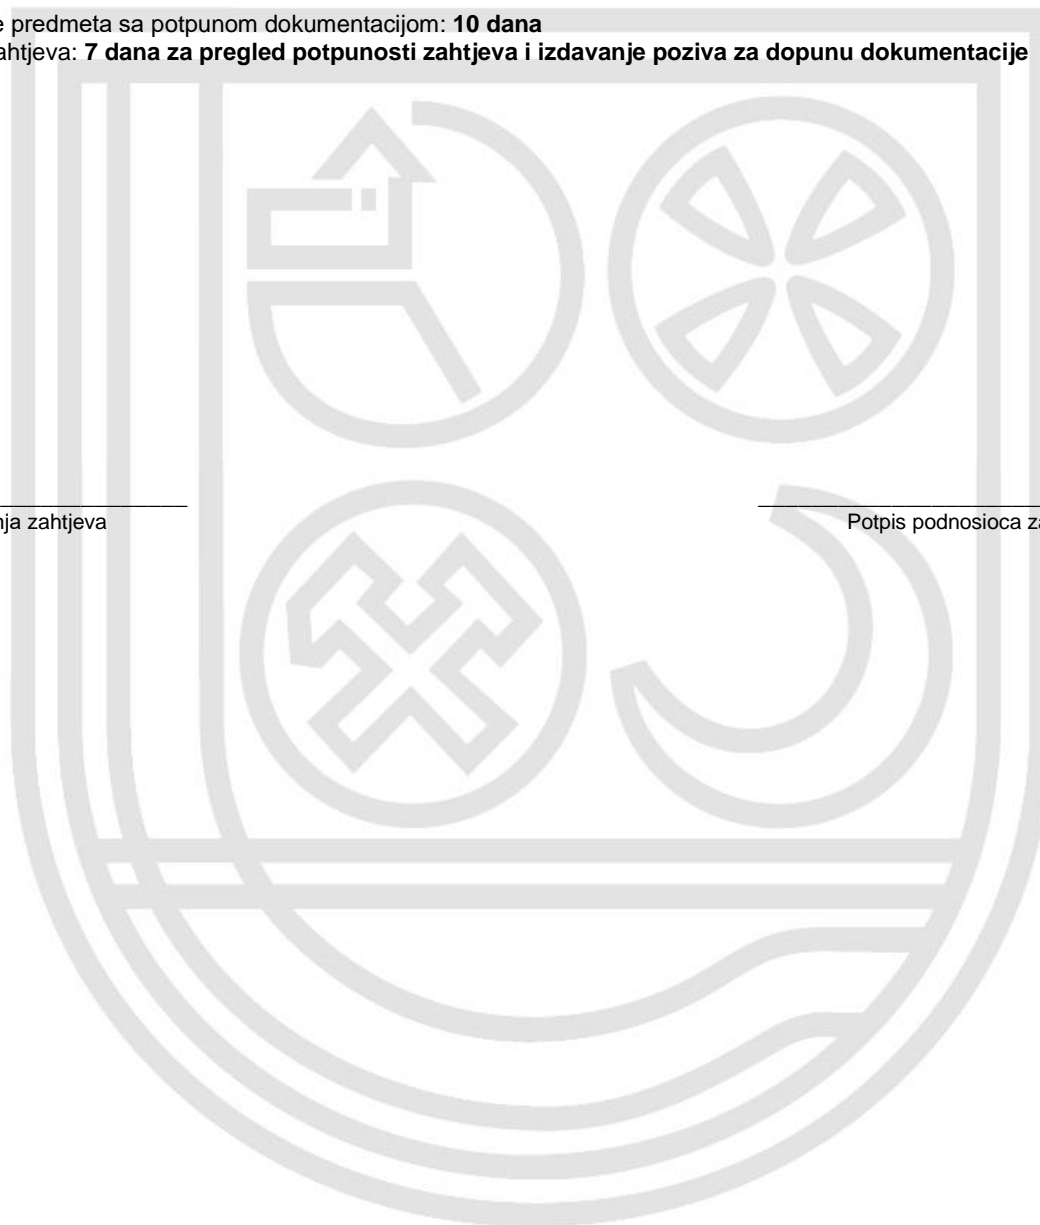 e predmeta sa potpunom dokumentacijom: 10 dana
ahtjeva: 7 dana za pregled potpunosti zahtjeva i izdavanje poziva za dopunu dokumentacije
nja zahtjeva
Potpis podnosioca za